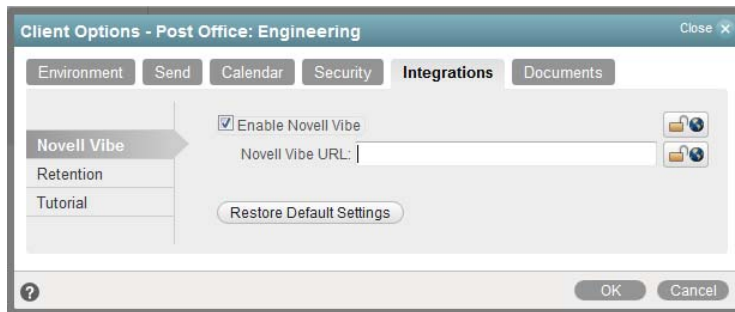 Client Options - Post Office: Engineering
Close
Environment Send Calendar Security Integrations Documents
Novell Vibe
Retention
Tutorial
Enable Novell Vibe
Novell Vibe URL:
Restore Default Settings
OK Cancel